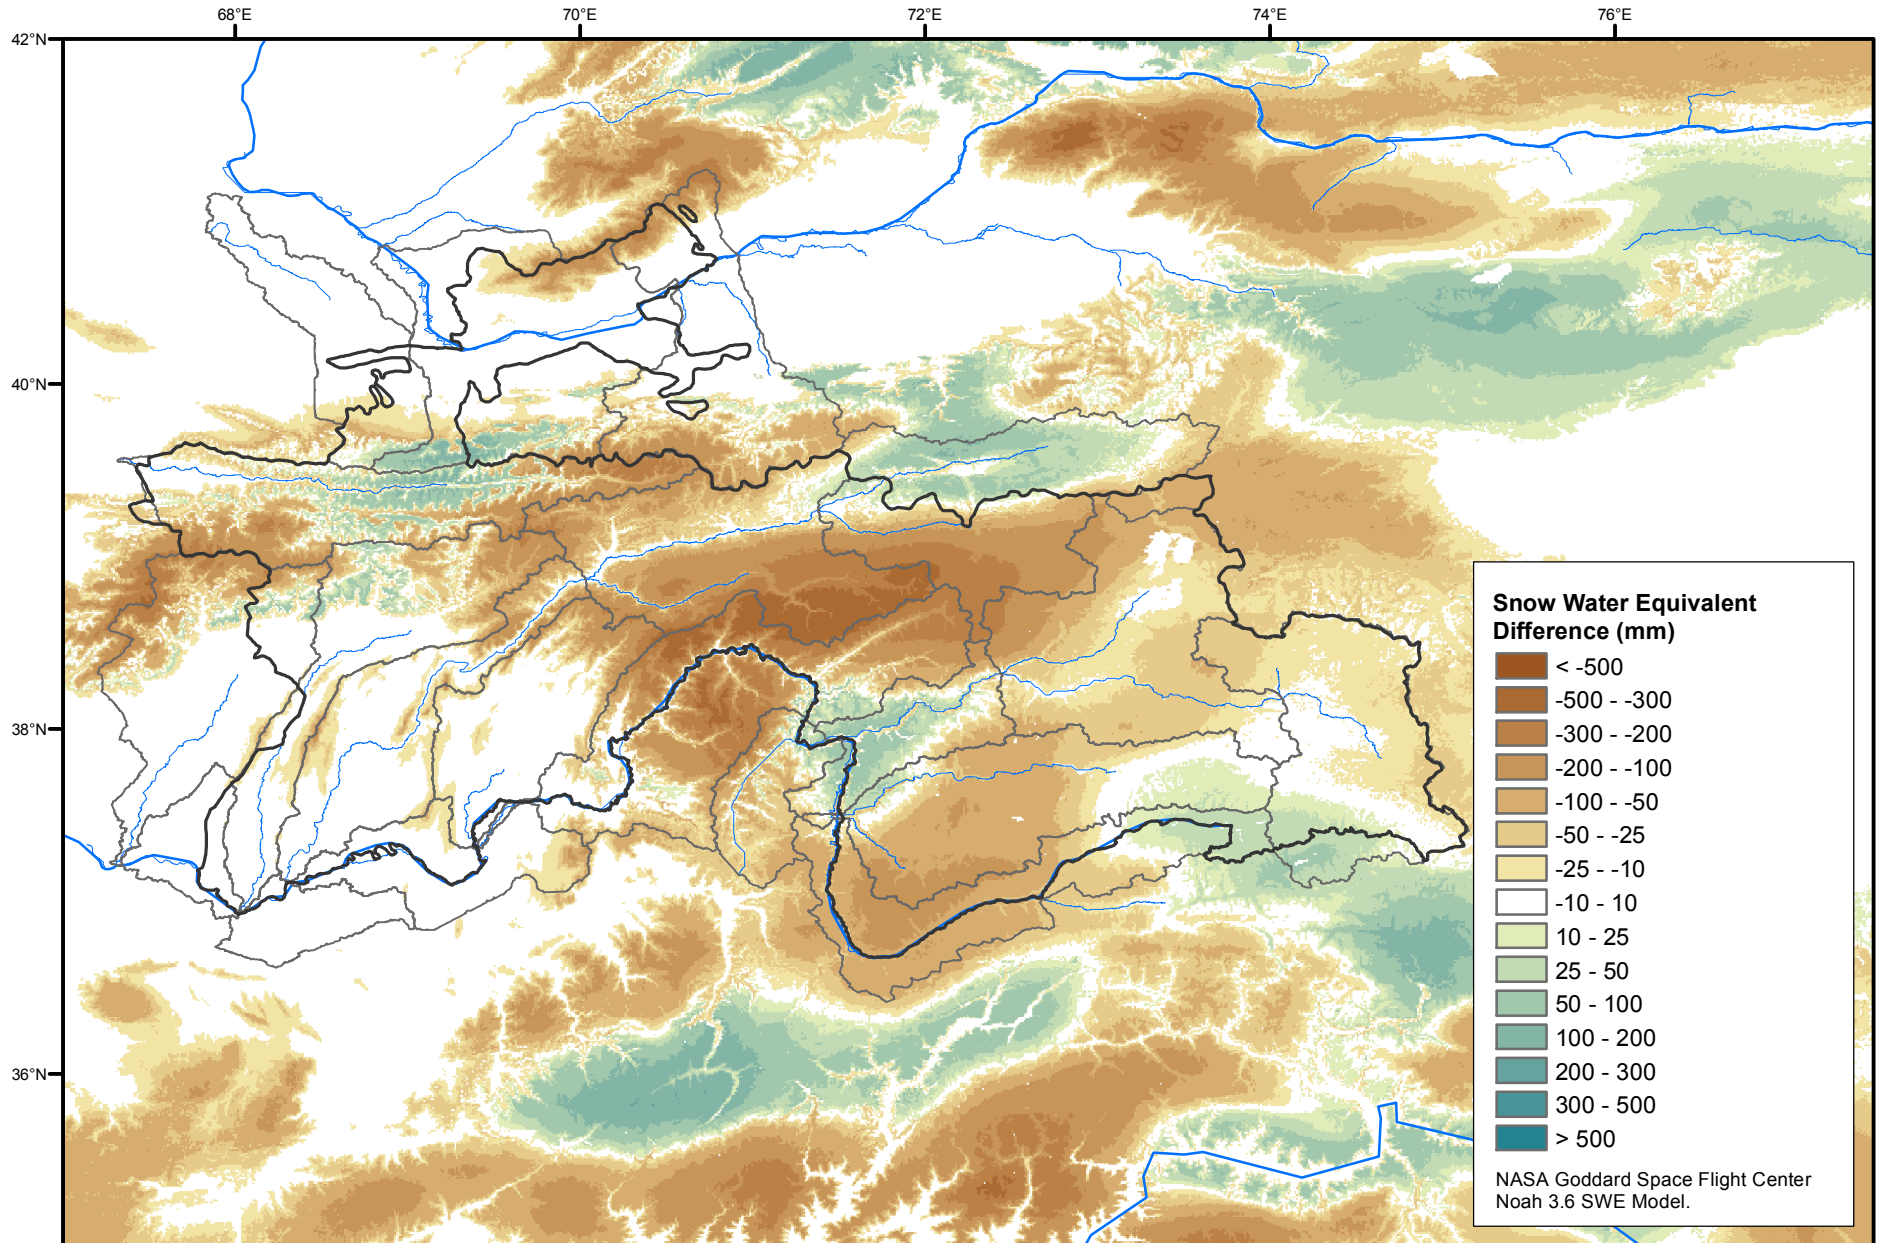 68°E 70°E 72°E 74°E 76°E
42°N
40°N
38°N
36°N
Snow Water Equivalent
Difference (mm)
< -500
-500 - -300
-300 - -200
-200 - -100
-100 - -50
-50 - -25
-25 - -10
-10 - 10
10 - 25
25 - 50
50 - 100
100 - 200
200 - 300
300 - 500
> 500
NASA Goddard Space Flight Center
Noah 3.6 SWE Model.